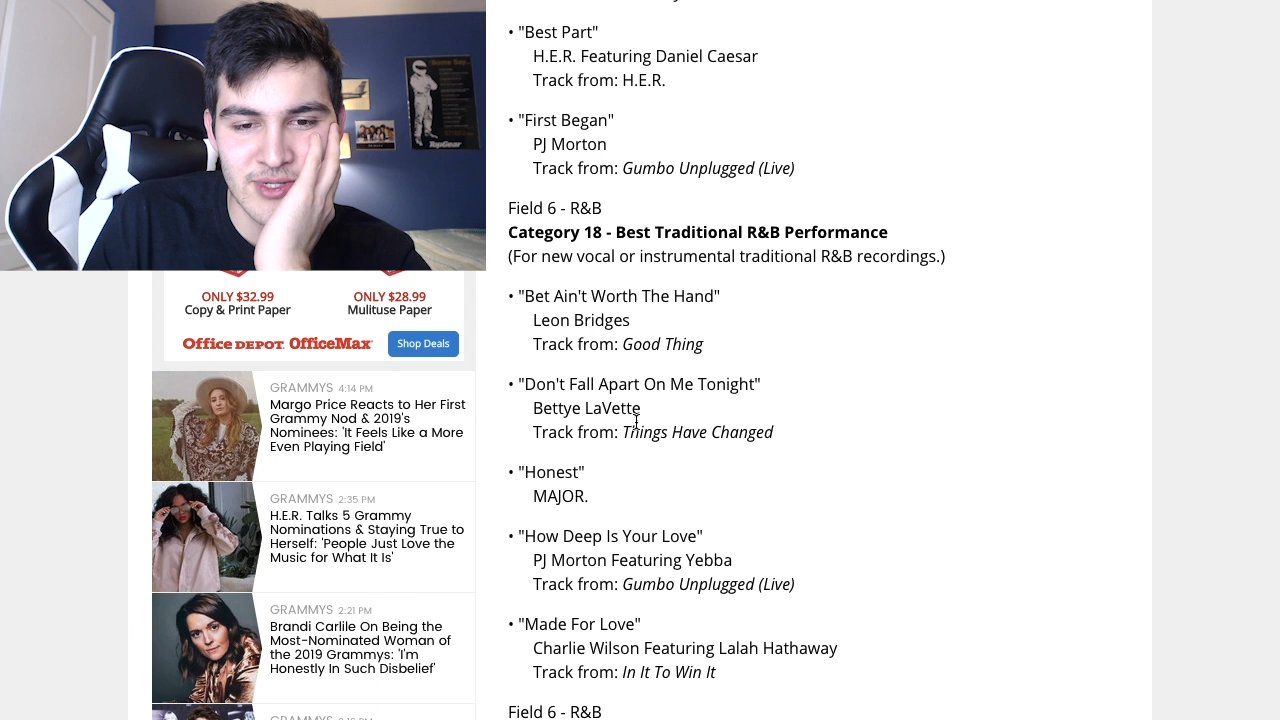 Some Say...
TopGear
• "Best Part"
H.E.R. Featuring Daniel Caesar
Track from: H.E.R.
• "First Began"
PJ Morton
Track from: Gumbo Unplugged (Live)
Field 6 - R&B
Category 18 - Best Traditional R&B Performance
(For new vocal or instrumental traditional R&B recordings.)
• "Bet Ain't Worth The Hand"
Leon Bridges
Track from: Good Thing
• "Don't Fall Apart On Me Tonight"
Bettye LaVette
Track from: Things Have Changed
• "Honest"
MAJOR.
• "How Deep Is Your Love"
PJ Morton Featuring Yebba
Track from: Gumbo Unplugged (Live)
• "Made For Love"
Charlie Wilson Featuring Lalah Hathaway
Track from: In It To Win It
Field 6 - R&B
ONLY $32.99
Copy & Print Paper
ONLY $28.99
Mulituse Paper
Office DEPOT OfficeMax
Shop Deals
GRAMMYS 4:14 PM
Margo Price Reacts to Her First
Grammy Nod & 2019's
Nominees: 'It Feels Like a More
Even Playing Field'
GRAMMYS 2:35 PM
H.E.R. Talks 5 Grammy
Nominations & Staying True to
Herself: 'People Just Love the
Music for What It Is'
GRAMMYS 2:21 PM
Brandi Carlile On Being the
Most-Nominated Woman of
the 2019 Grammys: 'I'm
Honestly In Such Disbelief'